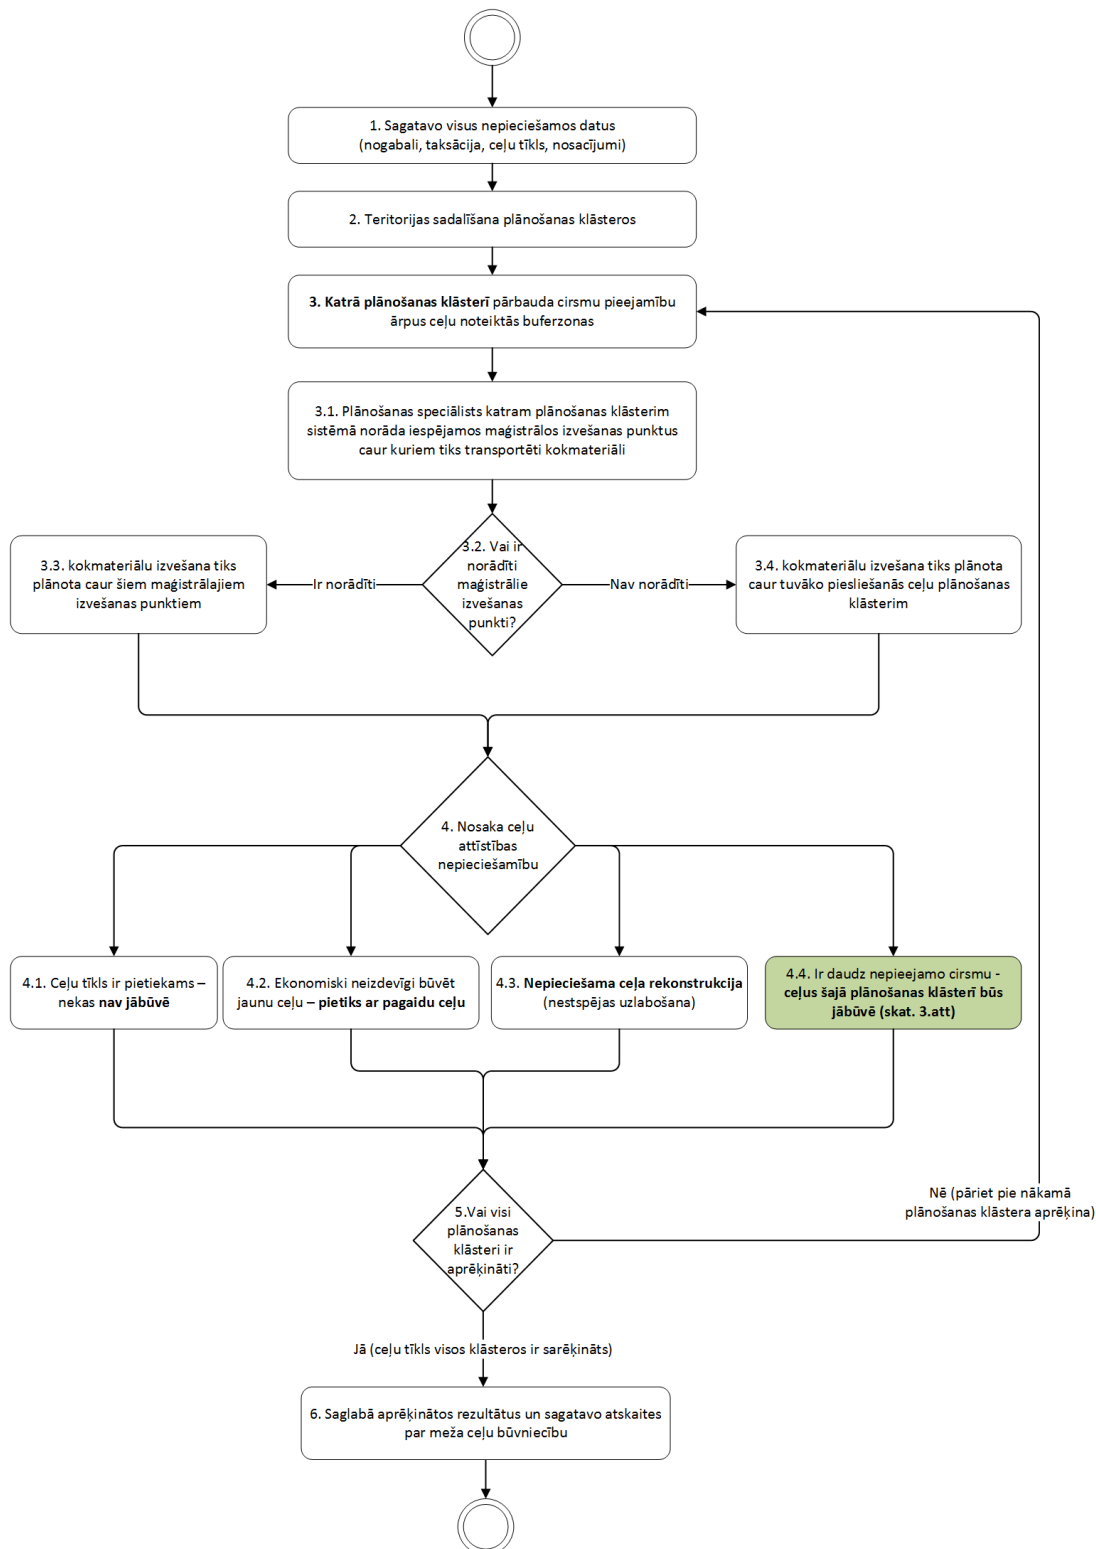 1. Sagatavo visus nepieciešamos datus
(nogabali, taksācija, ceļu tīkls, nosacījumi)
2. Teritorijas sadalīšana plānošanas klāsteros
3. Katrā plānošanas klāsterī pārbauda cirsmu pieejamību
ārpus ceļu noteiktās buferzonas
3.1. Plānošanas speciālists katram plānošanas klāsterim
sistēmā norāda iespējamos maģistrālos izvešanas punktus
caur kuriem tiks transportēti kokmateriāli
3.2. Vai ir
norādīti
maģistrālie
izvešanas
punkti?
Ir norādīti
Nav norādīti
3.3. kokmateriālu izvešana tiks
plānota caur šiem maģistrālajiem
izvešanas punktiem
3.4. kokmateriālu izvešana tiks plānota
caur tuvāko piesliešanās ceļu plānošanas
klāsterim
4. Nosaka ceļu
attīstības
nepieciešamību
4.1. Ceļu tīkls ir pietiekams –
nekas nav jābūvē
4.2. Ekonomiski neizdevīgi būvēt
jaunu ceļu – pietiks ar pagaidu ceļu
4.3. Nepieciešama ceļa rekonstrukcija
(nestspējas uzlabošana)
4.4. Ir daudz nepieejamo cirsmu -
ceļus šajā plānošanas klāsterī būs
jābūvē (skat. 3.att)
5.Vai visi
plānošanas
klāsteri ir
aprēķināti?
Nē (pāriet pie nākamā
plānošanas klāstera aprēķina)
Jā (ceļu tīkls visos klāsteros ir sarēķināts)
6. Saglabā aprēķinātos rezultātus un sagatavo atskaites
par meža ceļu būvniecību